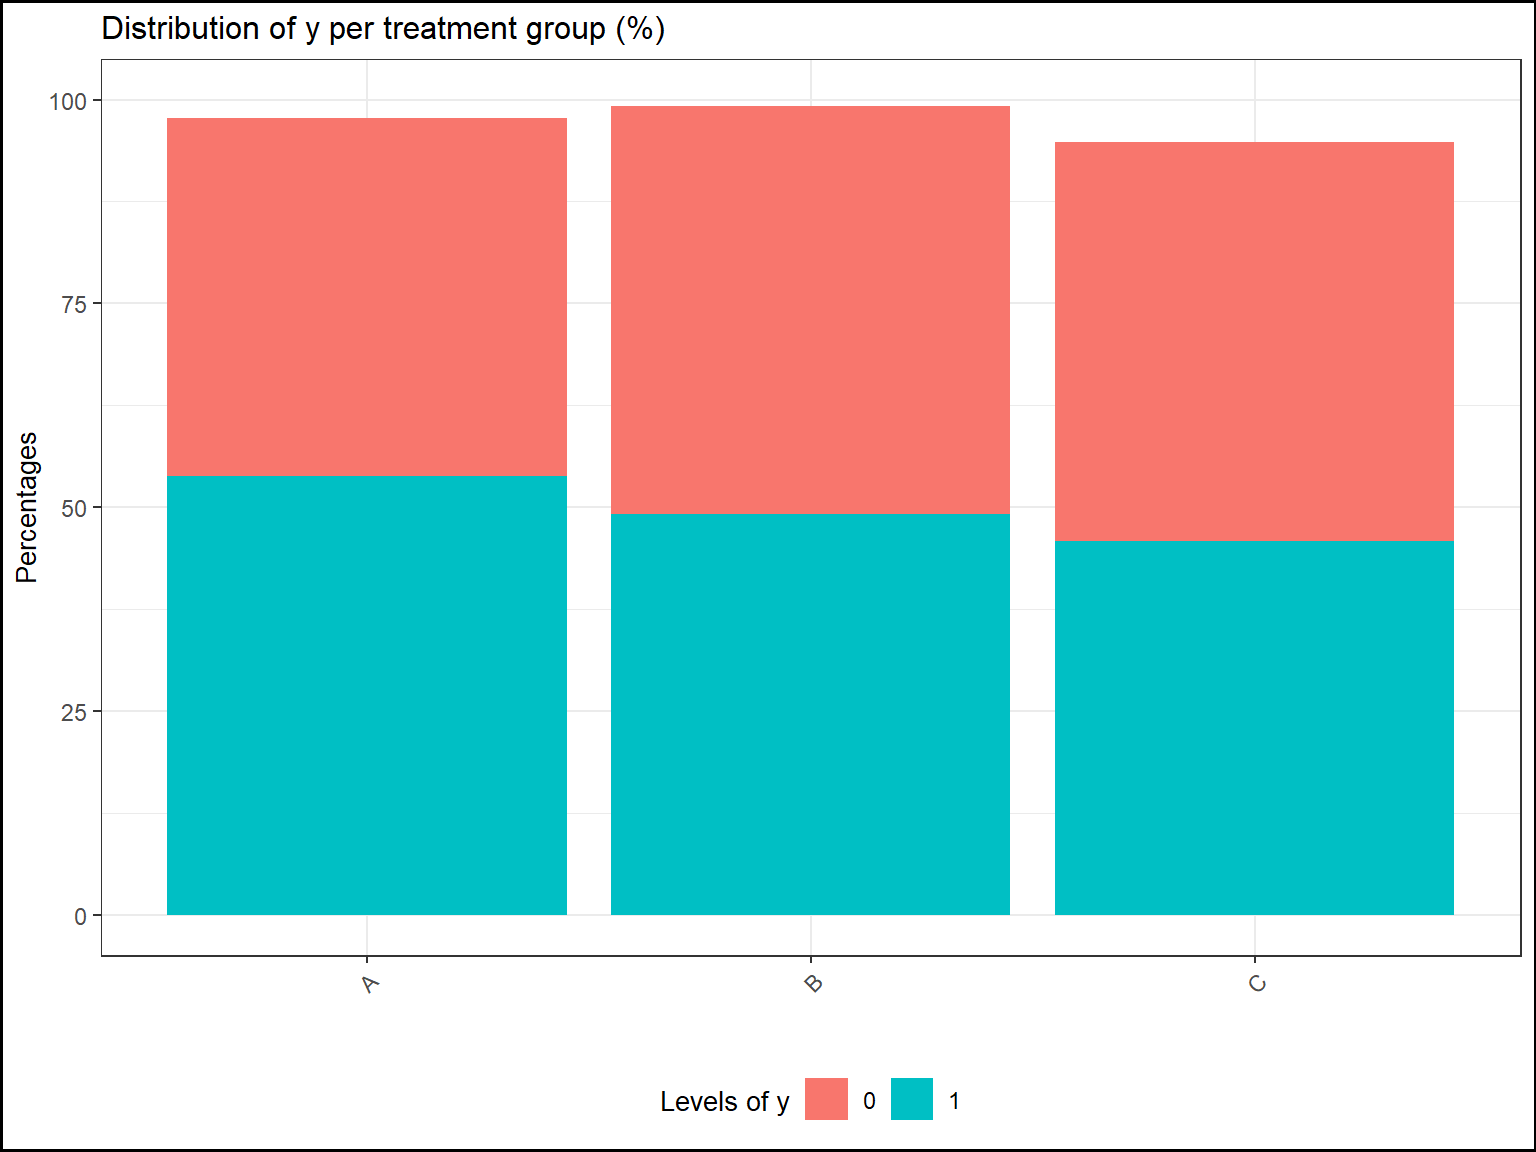 Distribution of y per treatment group (%)
100
75
50
25
0
Percentages
A
B
C
Levels of y 0 1